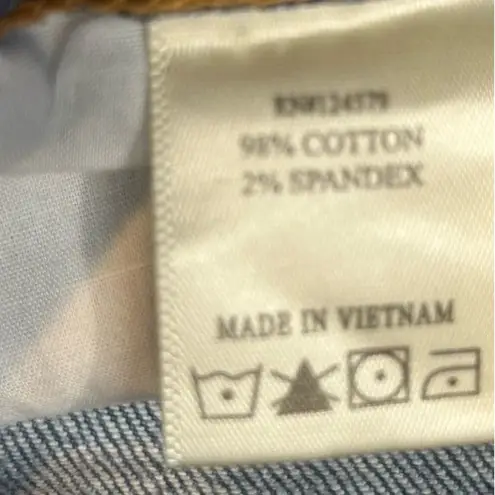 98% COTTON
2% SPANDEX
MADE IN VIETNAM